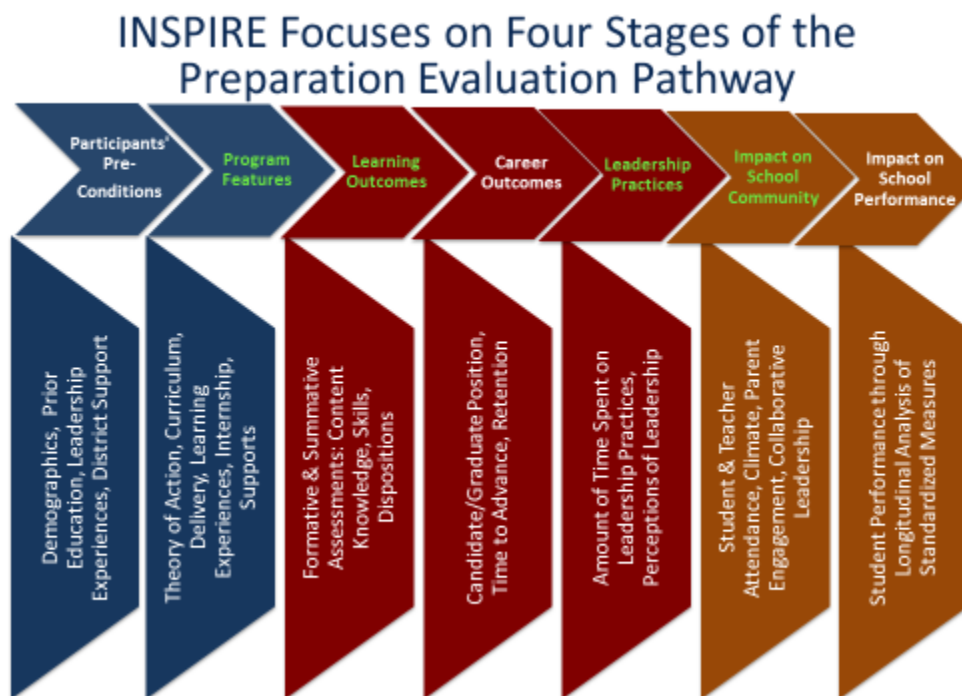 INSPIRE Focuses on Four Stages of the
Preparation Evaluation Pathway
Participants'
Pre-
Conditions
Program
Features
Learning
Outcomes
Career
Outcomes
Leadership
Practices
Impact on
School
Community
Impact on
School
Performance
Demographics, Prior
Education, Leadership
Experiences, District Support
Theory of Action, Curriculum,
Delivery, Learning
Experiences, Internship,
Supports
Formative & Summative
Assessments: Content
Knowledge, Skills,
Dispositions
Candidate/Graduate Position,
Time to Advance, Retention
Amount of Time Spent on
Leadership Practices,
Perceptions of Leadership
Student & Teacher
Attendance, Climate, Parent
Engagement, Collaborative
Leadership
Student Performance through
Longitudinal Analysis of
Standardized Measures